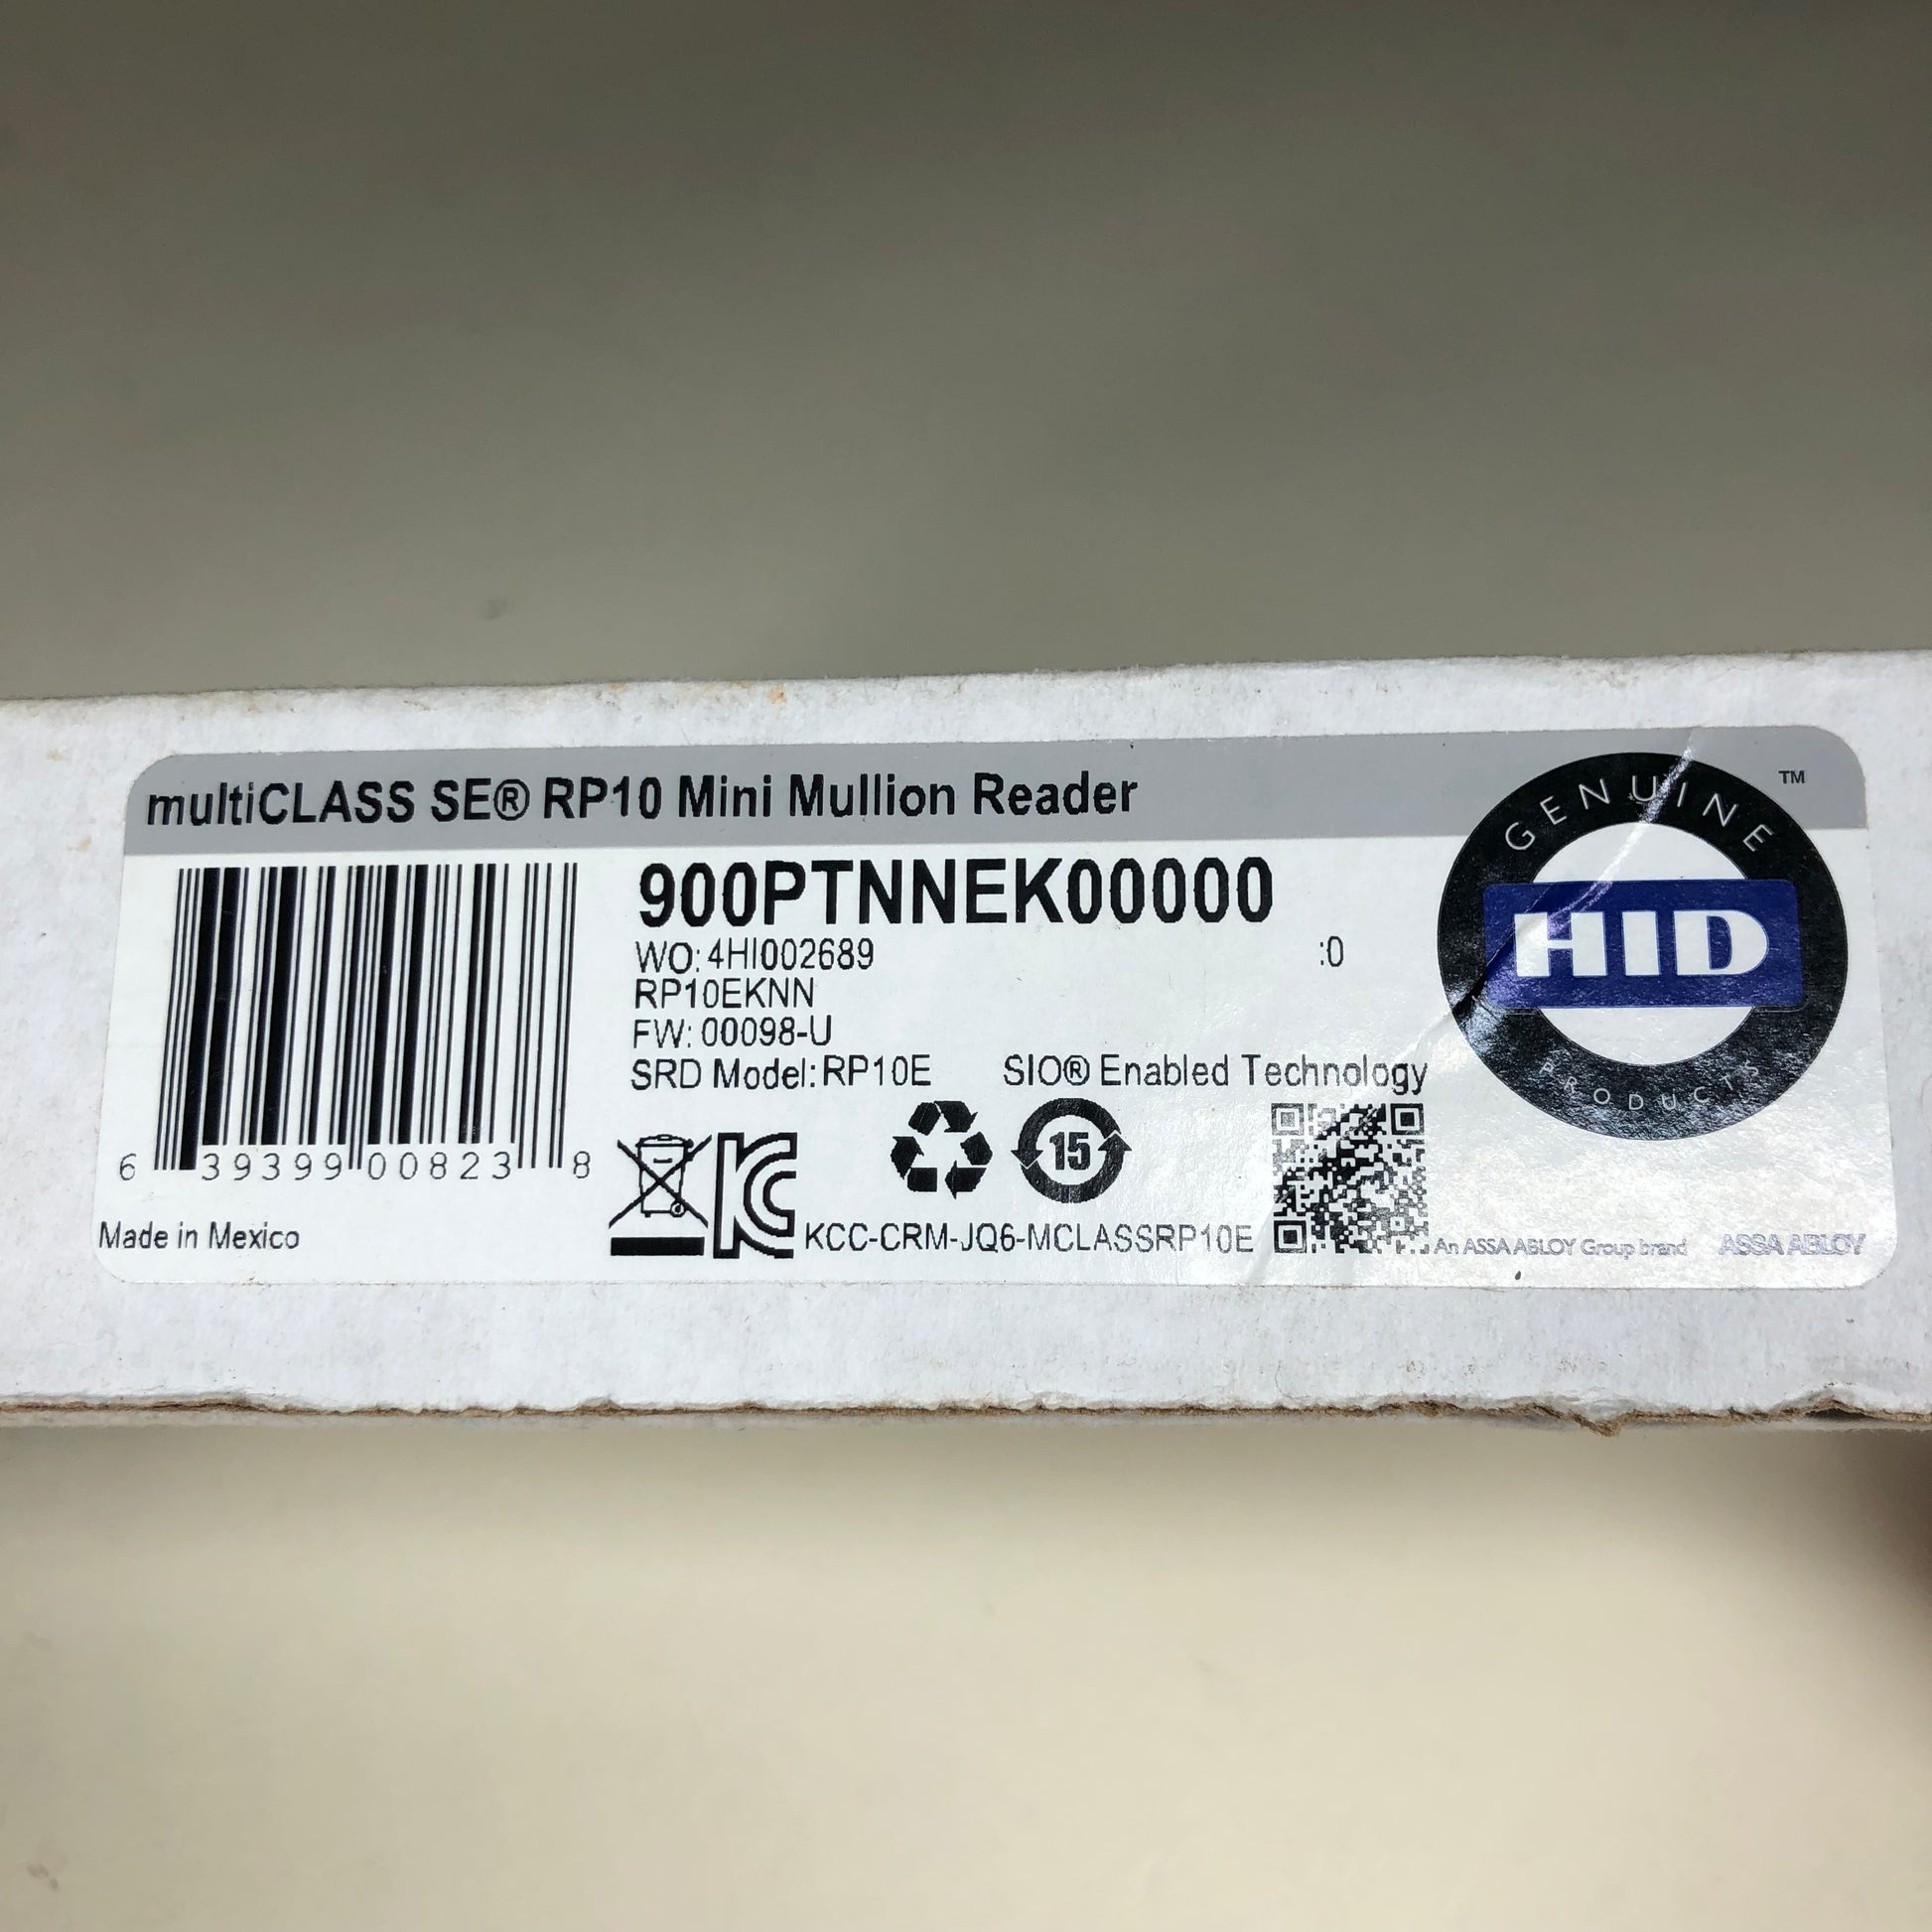 multiCLASS SE® RP10 Mini Mullion Reader
GENUINE
™
HID
PRODUCTS
900PTNNEK00000
WO: 4HI002689
:0
RP10EKNN
FW: 00098-U
SRD Model: RP10E
SIO® Enabled Technology
15
6 39399 00823 8
Made in Mexico
KCC-CRM-JQ6-MCLASSRP10E
An ASSA ABLOY Group brand
ASSA ABLOY